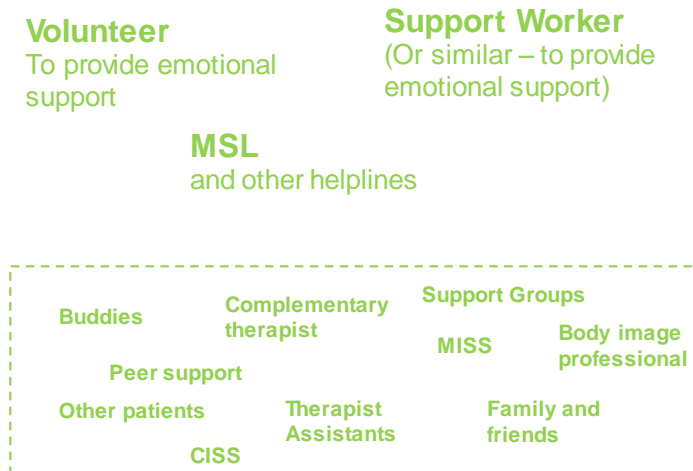 Volunteer
To provide emotional
support
Support Worker
(Or similar – to provide
emotional support)
MSL
and other helplines
Buddies
Complementary
therapist
Support Groups
MISS
Body image
professional
Peer support
Other patients
Therapist
Assistants
Family and
friends
CISS